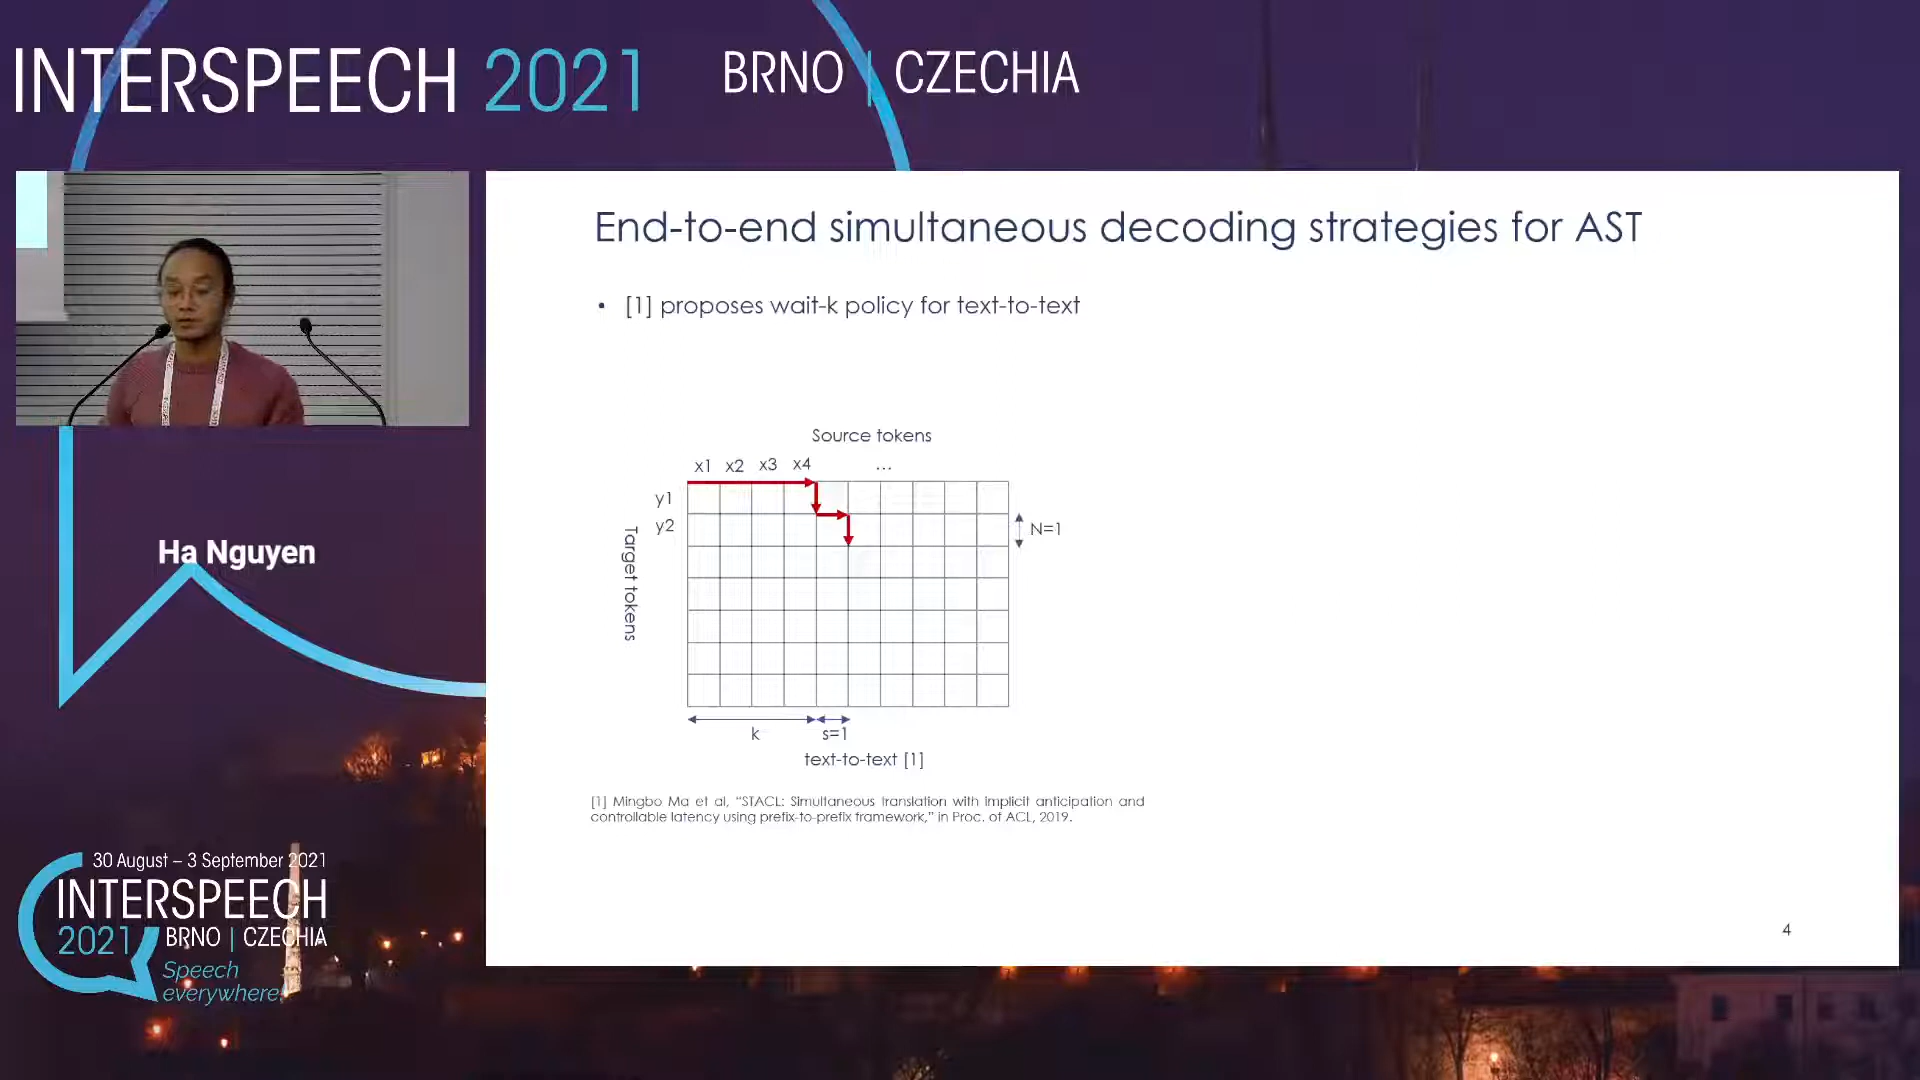 INTERSPEECH 2021 BRNO | CZECHIA
End-to-end simultaneous decoding strategies for AST
• [1] proposes wait-k policy for text-to-text
Source tokens
x1 x2 x3 x4 ...
y1
y2
Target tokens
N=1
k s=1
text-to-text [1]
[1] Mingbo Ma et al, “STACL: Simultaneous translation with implicit anticipation and
controllable latency using prefix-to-prefix framework,” in Proc. of ACL, 2019.
4
Ha Nguyen
30 August – 3 September 2021
INTERSPEECH
2021 BRNO | CZECHIA
Speech
everywhere!